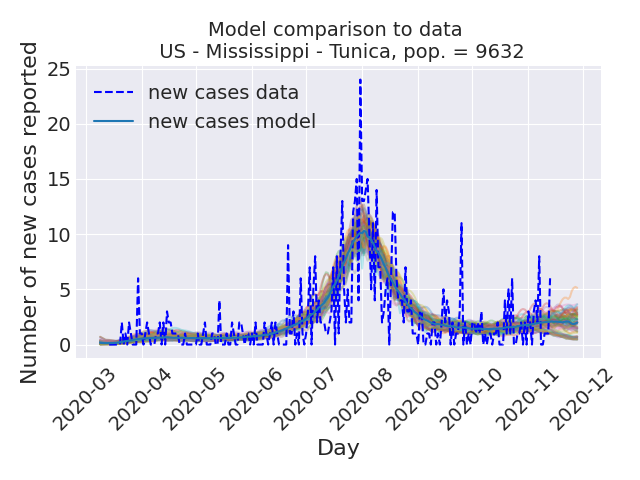 Model comparison to data
US - Mississippi - Tunica, pop. = 9632
Number of new cases reported
25
20
15
10
5
0
new cases data
new cases model
2020-03
2020-04
2020-05
2020-06
2020-07
2020-08
2020-09
2020-10
2020-11
2020-12
Day